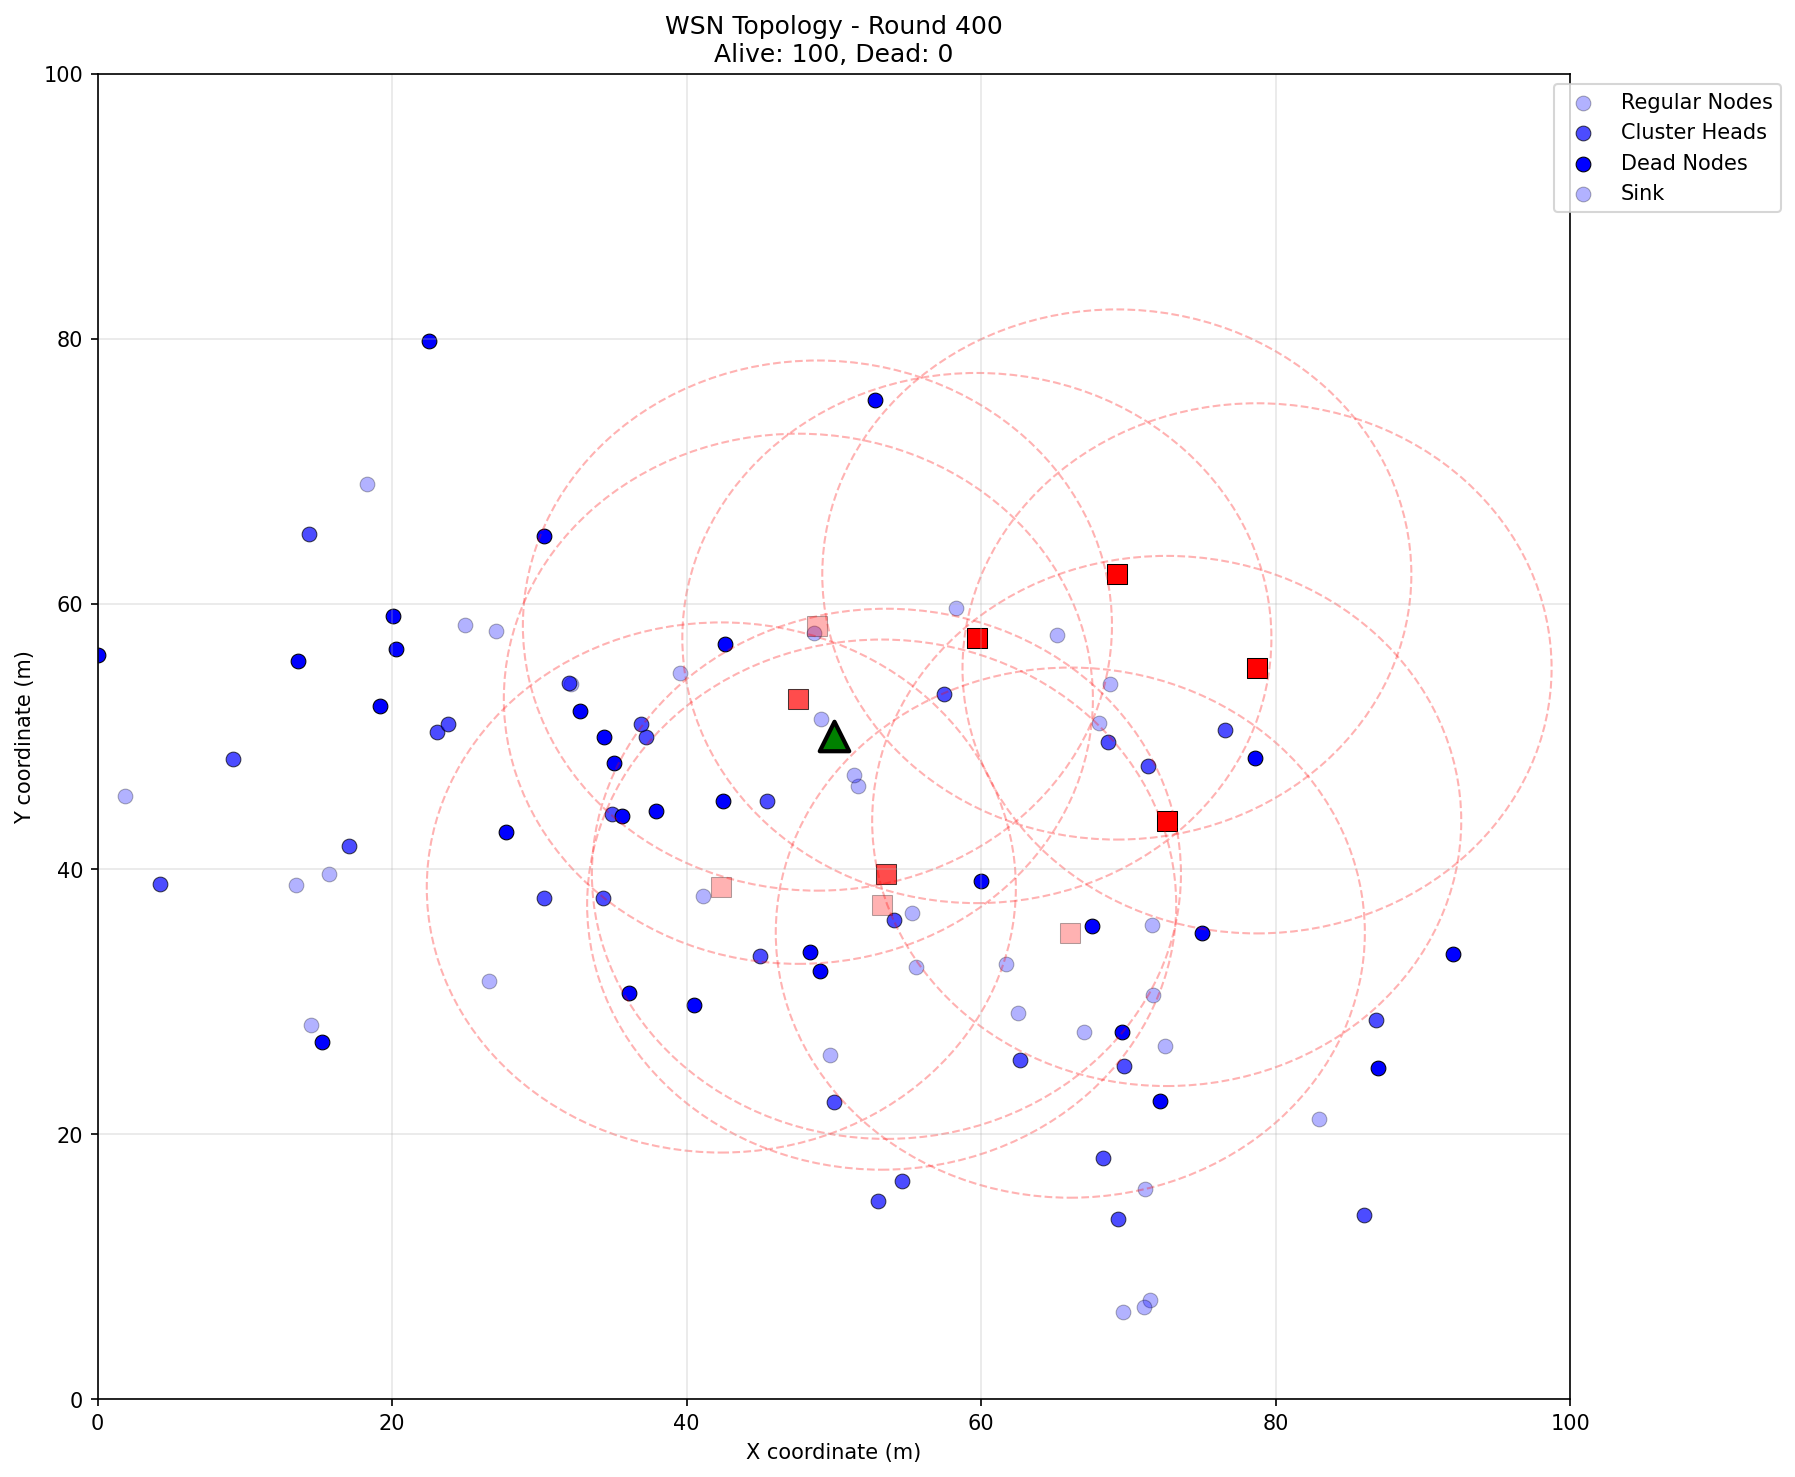 WSN Topology - Round 400
Alive: 100, Dead: 0
Regular Nodes
Cluster Heads
Dead Nodes
Sink
Y coordinate (m)
100
80
60
40
20
0
0 20 40 60 80 100
X coordinate (m)